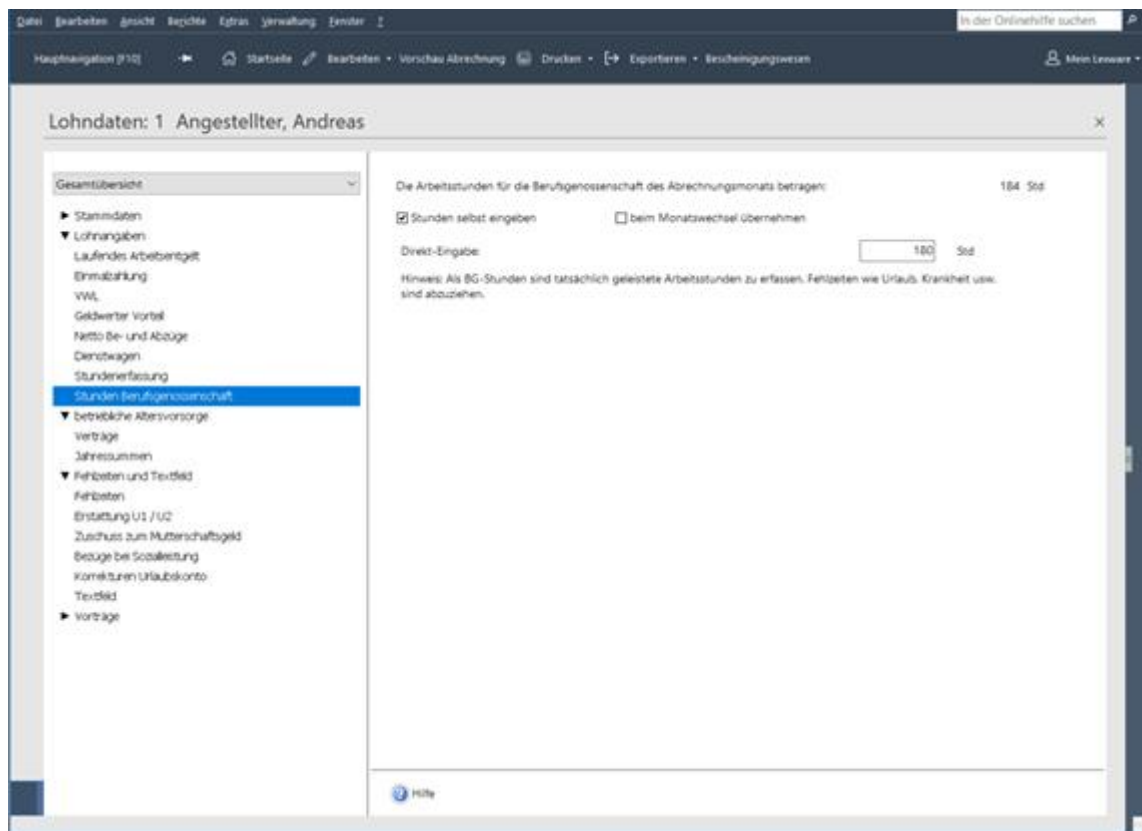 Datei Bearbeiten Ansicht Berichte Extras Verwaltung Fenster ?
In der Onlinehilfe suchen
Hauptnavigation [F10] Startseite Bearbeiten Vorschau Abrechnung Drucken Exportieren Bescheinigungswesen Mein Lexware
Lohndaten: 1 Angestellter, Andreas
Gesamtübersicht
Stammdaten
Lohnangaben
Laufendes Arbeitsentgelt
Einmalzahlung
VWL
Geldwerter Vorteil
Netto Be- und Abzüge
Dienstwagen
Stundenerfassung
Stunden Berufsgenossenschaft
betriebliche Altersvorsorge
Verträge
Jahressummen
Fehlzeiten und Textfeld
Fehlzeiten
Erstattung U1 / U2
Zuschuss zum Mutterschaftsgeld
Bezüge bei Sozialleistung
Korrekturen Urlaubskonto
Textfeld
Vorträge
Die Arbeitsstunden für die Berufsgenossenschaft des Abrechnungsmonats betragen: 184 Std.
Stunden selbst eingeben beim Monatswechsel übernehmen
Direkt-Eingabe: 180 Std.
Hinweis: Als BG-Stunden sind tatsächlich geleistete Arbeitsstunden zu erfassen. Fehlzeiten wie Urlaub, Krankheit usw.
sind abzuziehen.
Hilfe